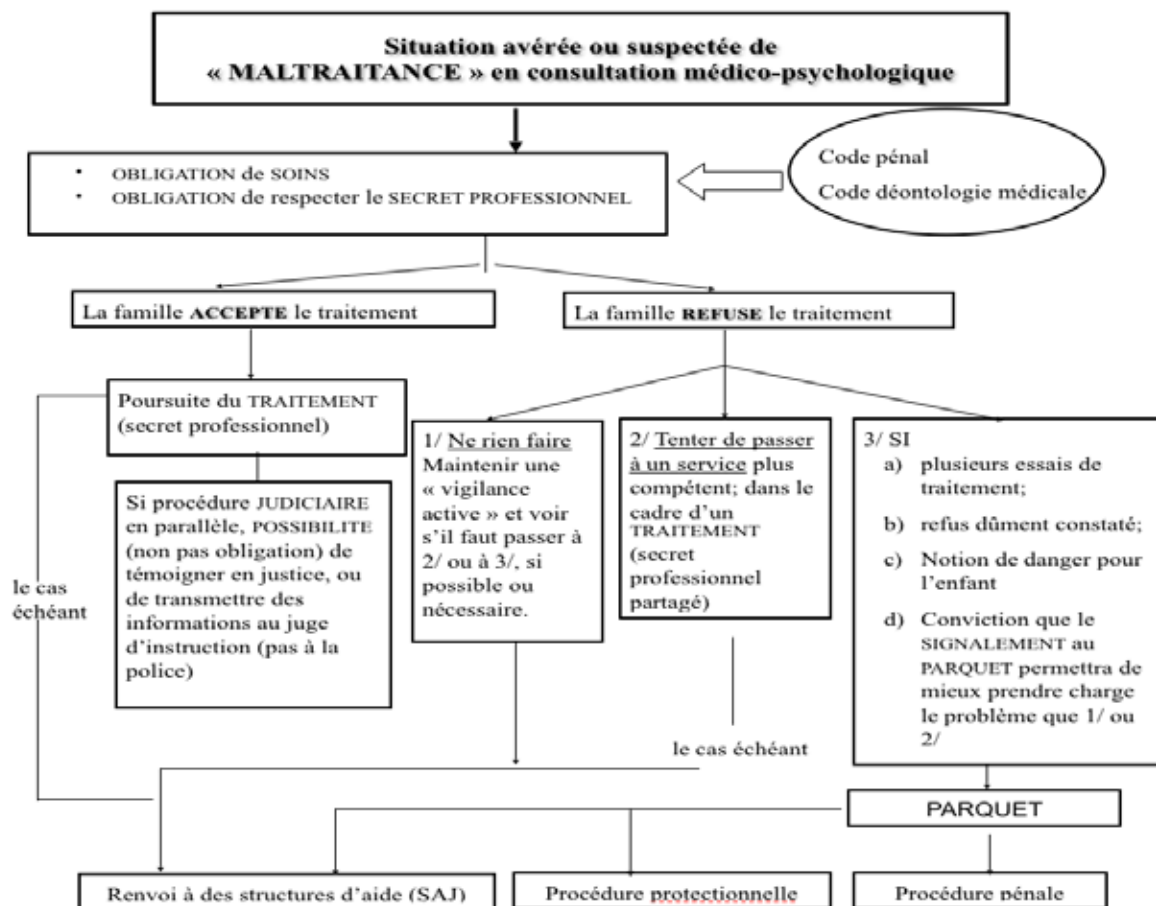 Situation avérée ou suspectée de
« MALTRAITANCE » en consultation médico-psychologique
• OBLIGATION de SOINS
• OBLIGATION de respecter le SECRET PROFESSIONNEL
Code pénal
Code déontologie médicale
La famille ACCEPTE le traitement
La famille REFUSE le traitement
Poursuite du TRAITEMENT
(secret professionnel)
Si procédure JUDICIAIRE
en parallèle, POSSIBILITE
(non pas obligation) de
témoigner en justice, ou
de transmettre des
informations au juge
d'instruction (pas à la
police)
le cas
échéant
1/ Ne rien faire
Maintenir une
« vigilance
active » et voir
s'il faut passer à
2/ ou à 3/, si
possible ou
nécessaire.
2/ Tenter de passer
à un service plus
compétent; dans le
cadre d'un
TRAITEMENT
(secret
professionnel
partagé)
le cas échéant
3/ SI
a) plusieurs essais de
traitement;
b) refus dûment constaté;
c) Notion de danger pour
l'enfant
d) Conviction que le
SIGNALEMENT au
PARQUET permettra de
mieux prendre charge
le problème que 1/ ou
2/
PARQUET
Renvoi à des structures d'aide (SAJ)
Procédure protectionnelle
Procédure pénale